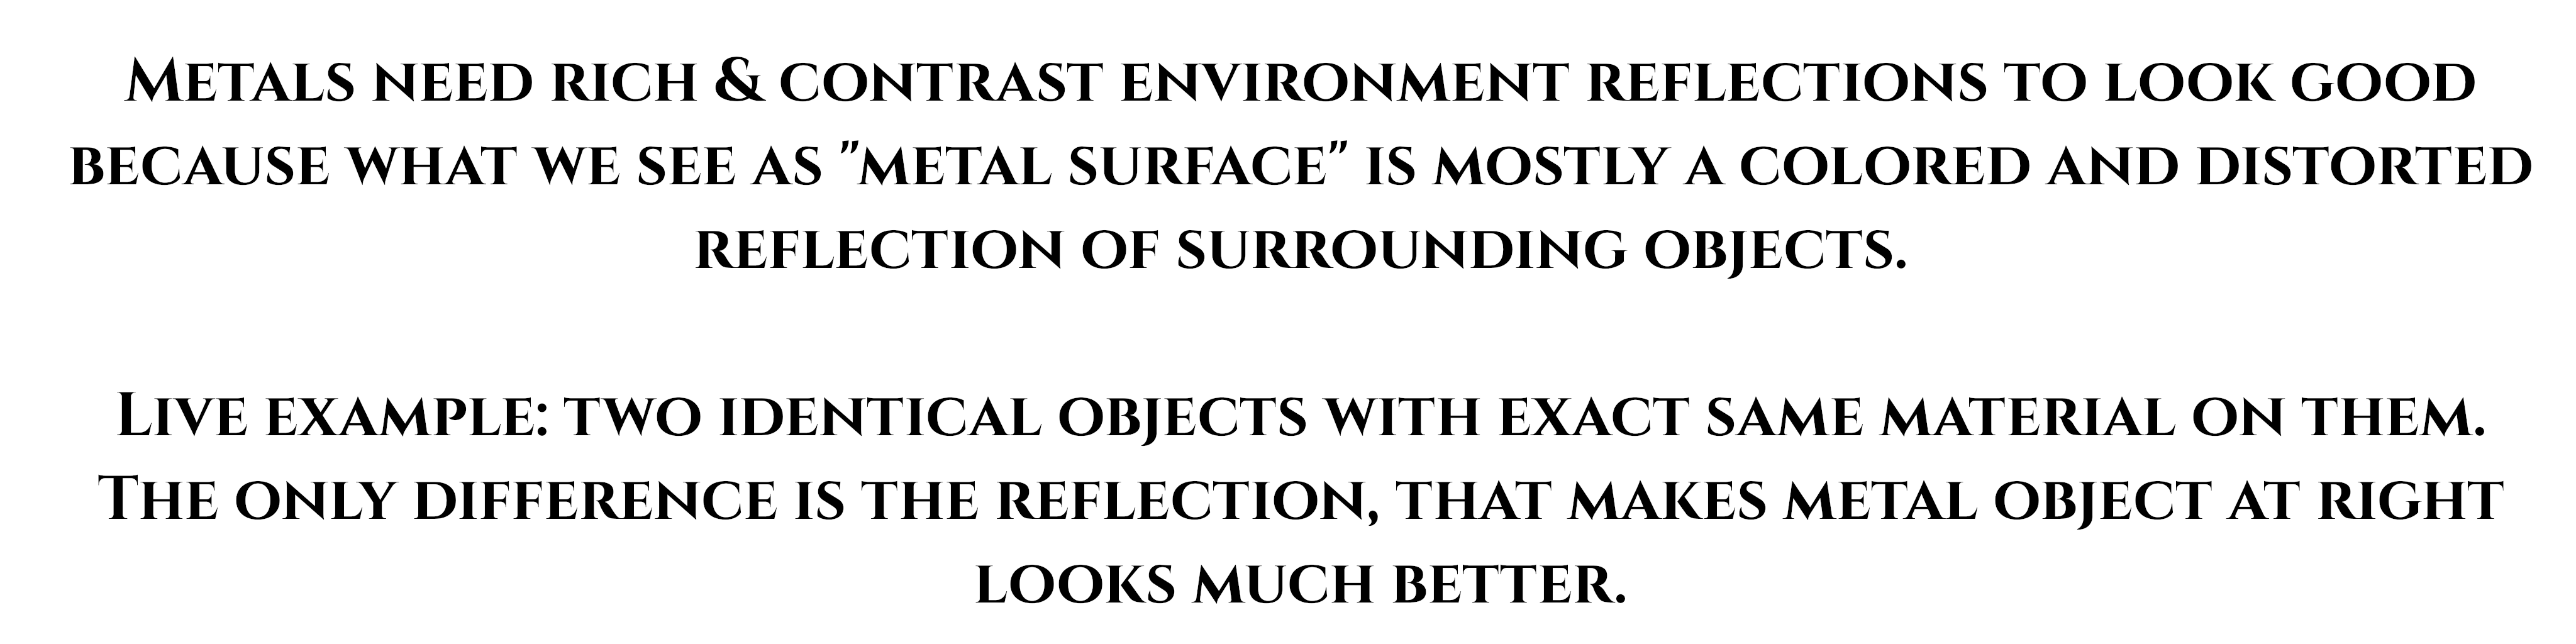 Metals need rich & contrast environment reflections to look good
because what we see as "metal surface" is mostly a colored and distorted
reflection of surrounding objects.
Live example: two identical objects with exact same material on them.
The only difference is the reflection, that makes metal object at right
looks much better.